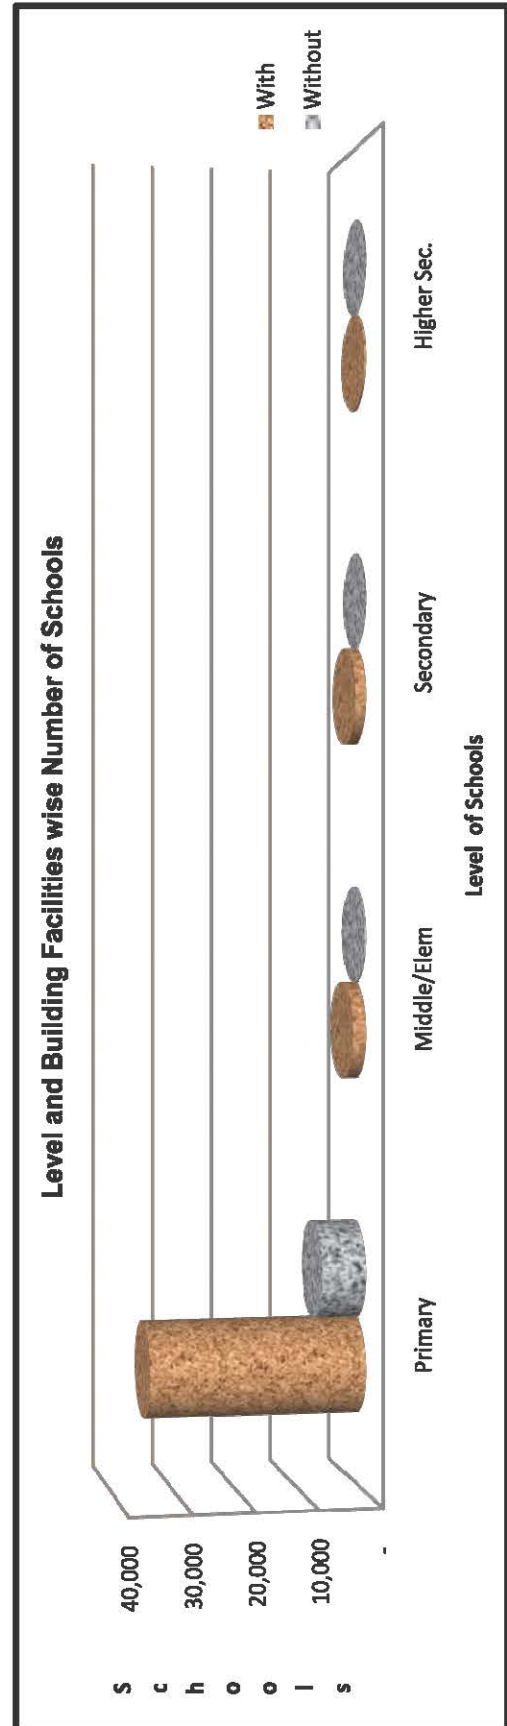 Level and Building Facilities wise Number of Schools
40,000
30,000
20,000
10,000
-
Schools
Primary
Middle/Elem
Secondary
Higher Sec.
Level of Schools
With
Without